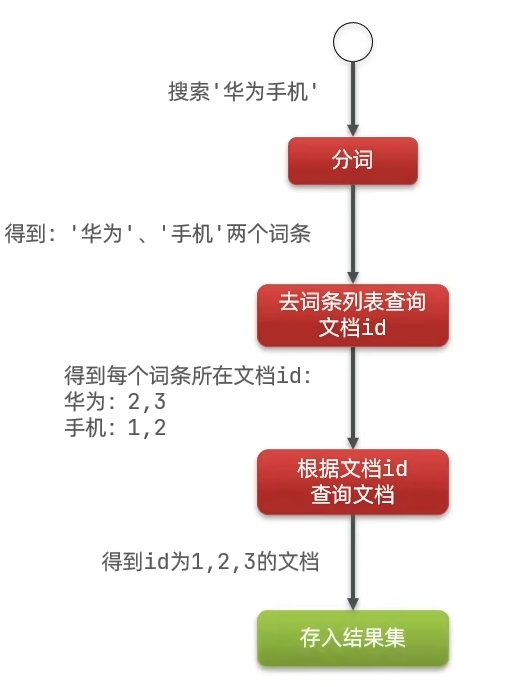 搜索'华为手机'
分词
得到：'华为'、'手机'两个词条
去词条列表查询
文档id
得到每个词条所在文档id：
华为：2,3
手机：1,2
根据文档id
查询文档
得到id为1,2,3的文档
存入结果集